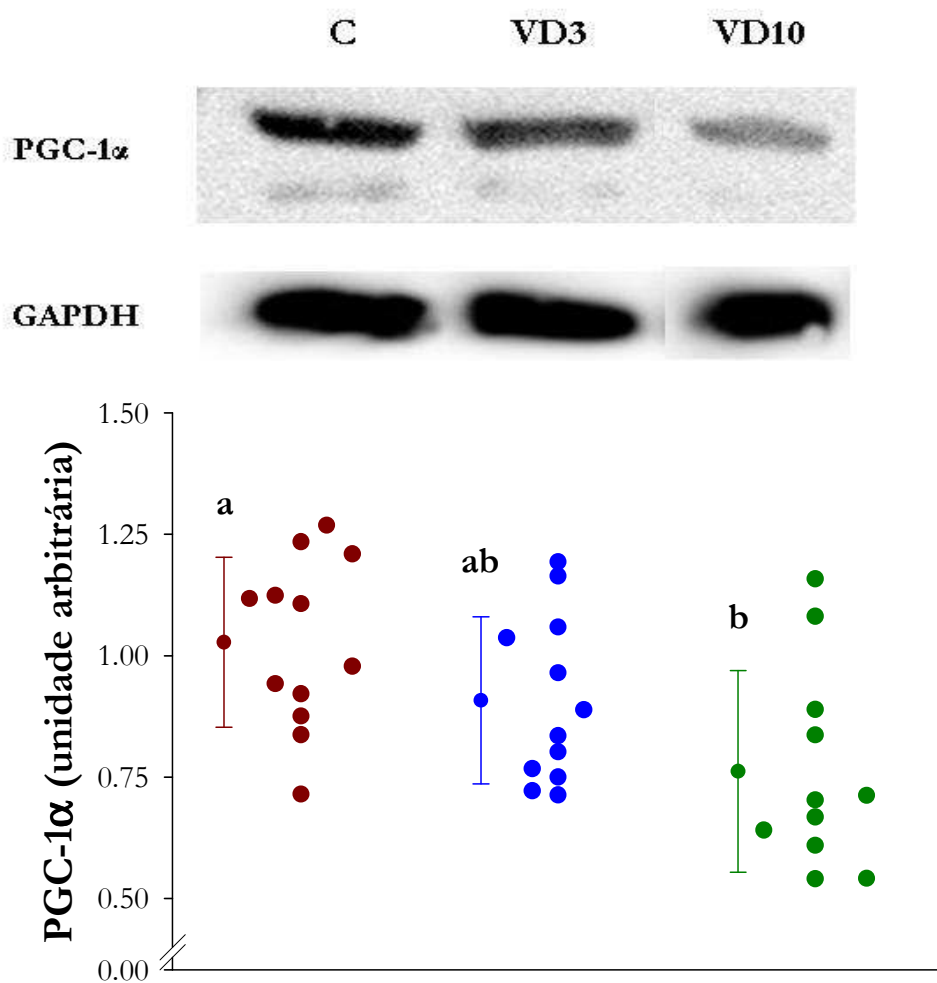 C VD3 VD10
PGC-1α
GAPDH
PGC-1α (unidade arbitrária)
1.50
1.25
1.00
0.75
0.50
0.00
a
ab
b